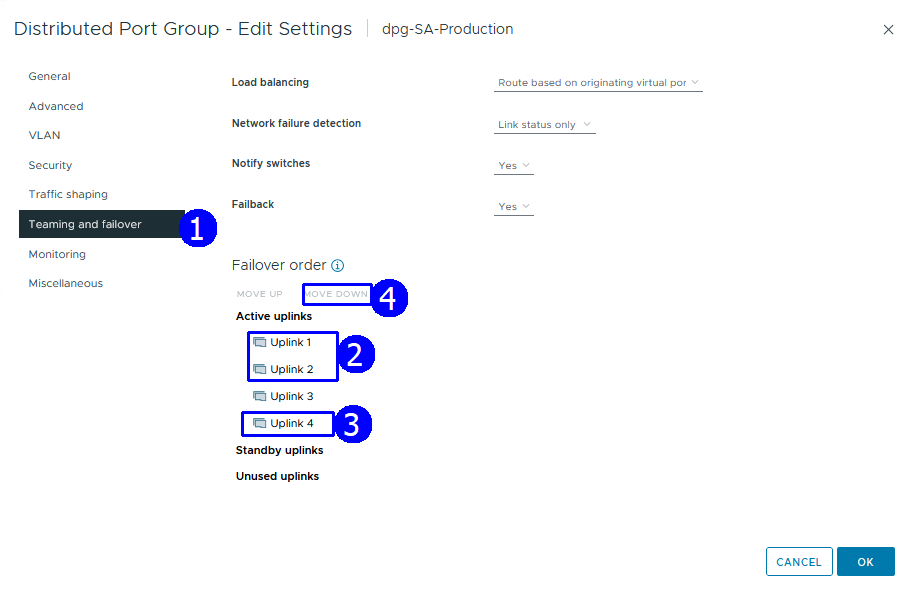 Distributed Port Group - Edit Settings | dpg-SA-Production
General
Advanced
VLAN
Security
Traffic shaping
Teaming and failover 1
Monitoring
Miscellaneous
Load balancing Route based on originating virtual por
Network failure detection Link status only
Notify switches Yes
Failback Yes
Failover order
MOVE UP MOVE DOWN 4
Active uplinks
Uplink 1
2
Uplink 2
Uplink 3
Uplink 4 3
Standby uplinks
Unused uplinks
CANCEL OK